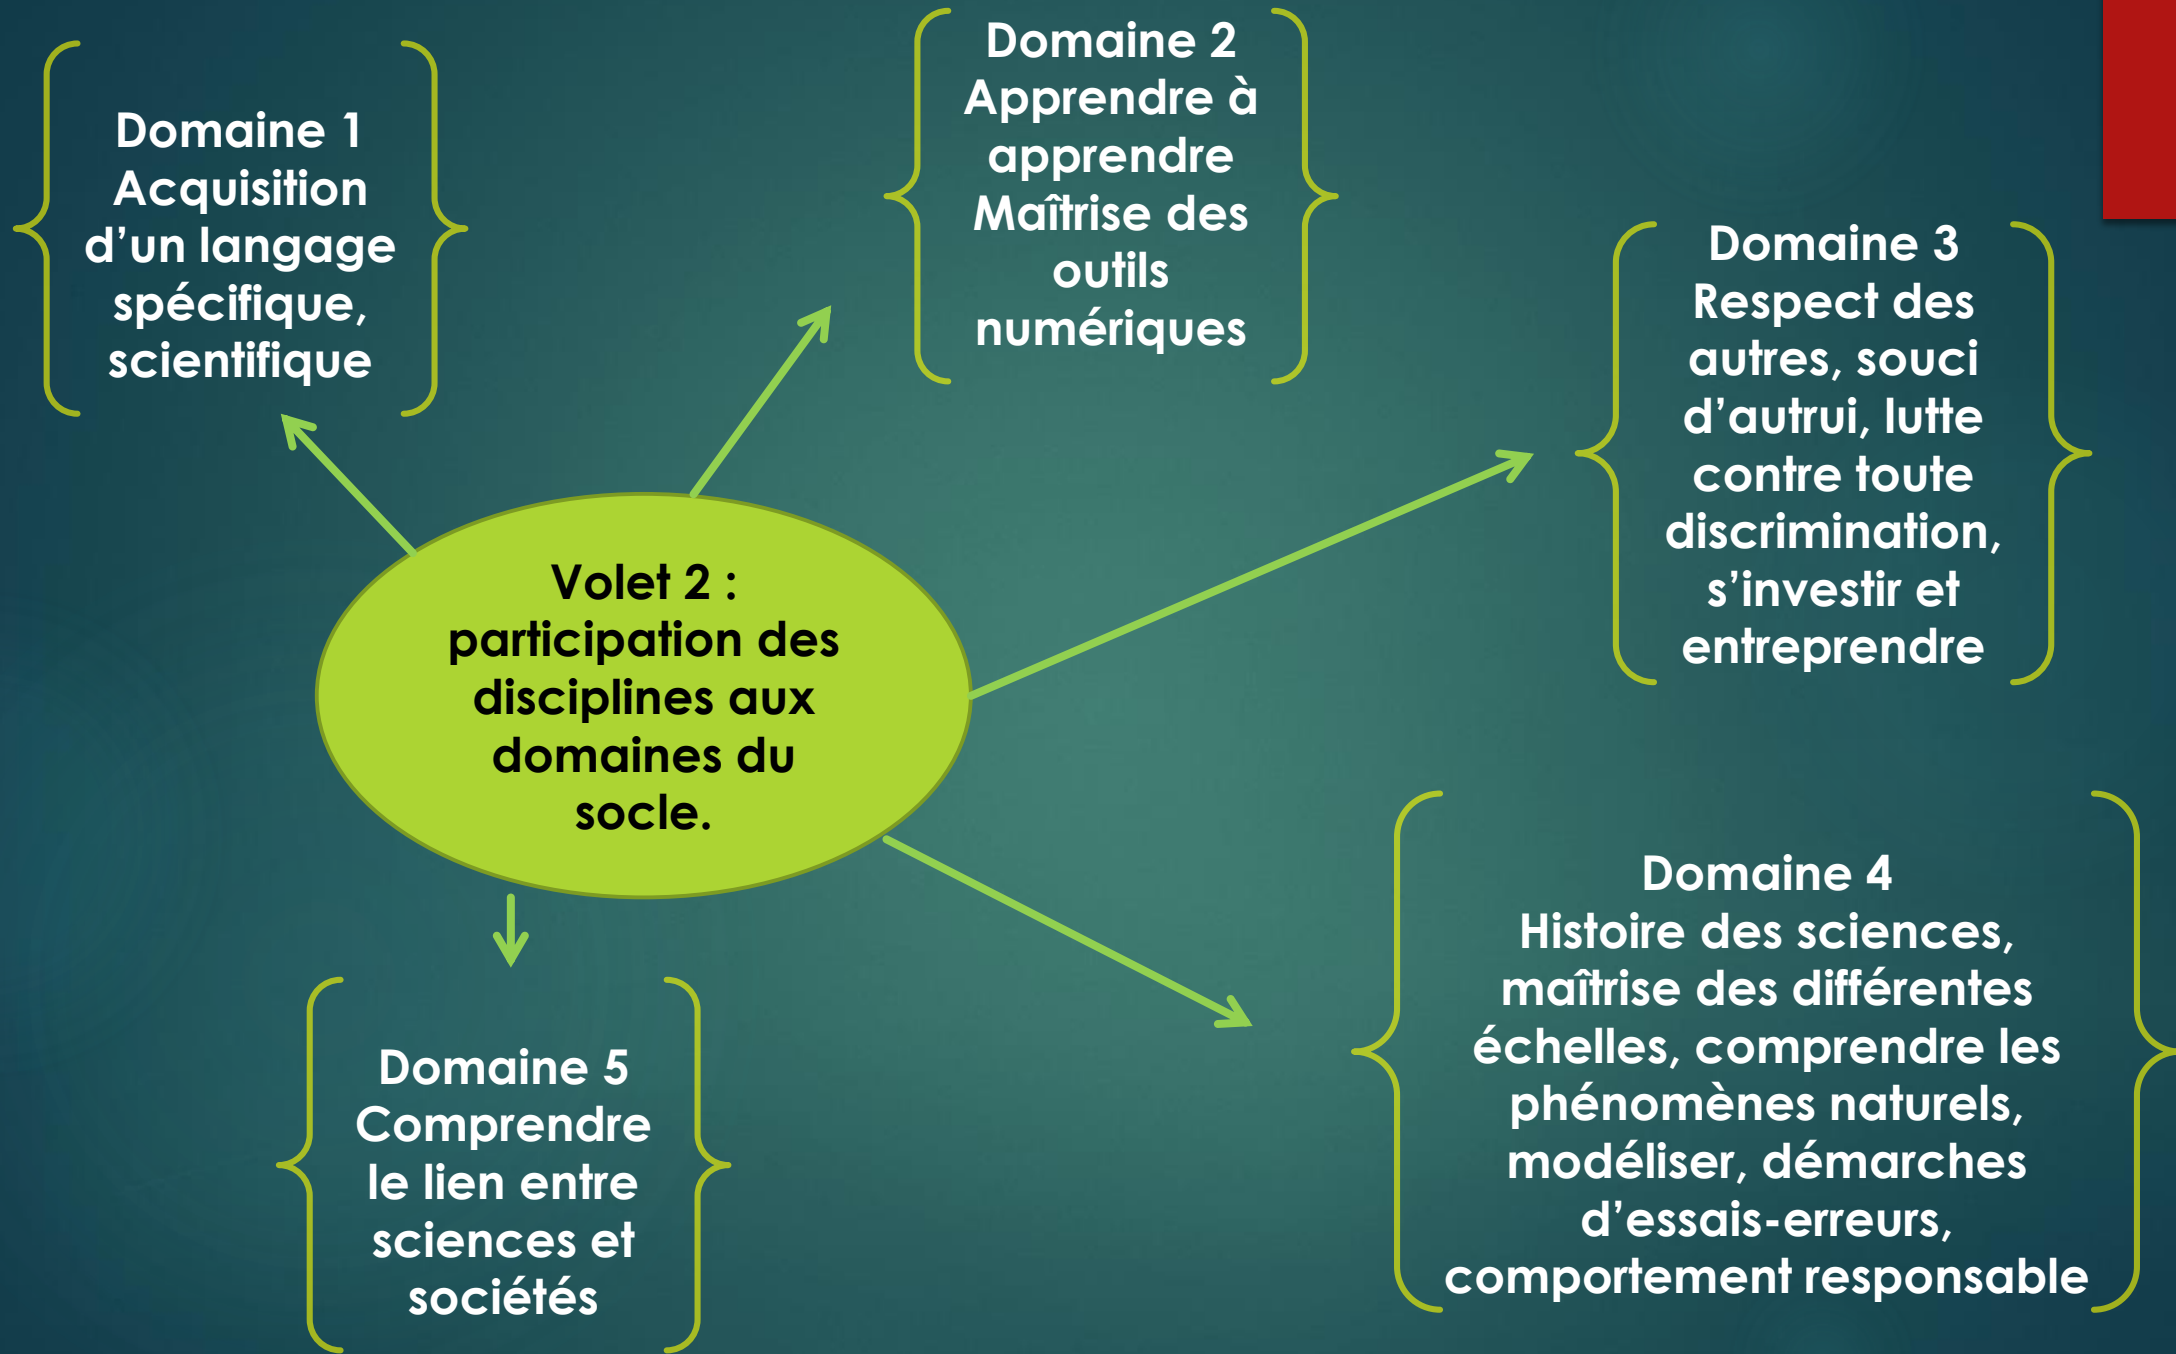 Domaine 1
Acquisition
d’un langage
spécifique,
scientifique
Domaine 2
Apprendre à
apprendre
Maîtrise des
outils
numériques
Domaine 3
Respect des
autres, souci
d’autrui, lutte
contre toute
discrimination,
s’investir et
entreprendre
Volet 2 :
participation des
disciplines aux
domaines du
socle.
Domaine 4
Histoire des sciences,
maîtrise des différentes
échelles, comprendre les
phénomènes naturels,
modéliser, démarches
d’essais-erreurs,
comportement responsable
Domaine 5
Comprendre
le lien entre
sciences et
sociétés